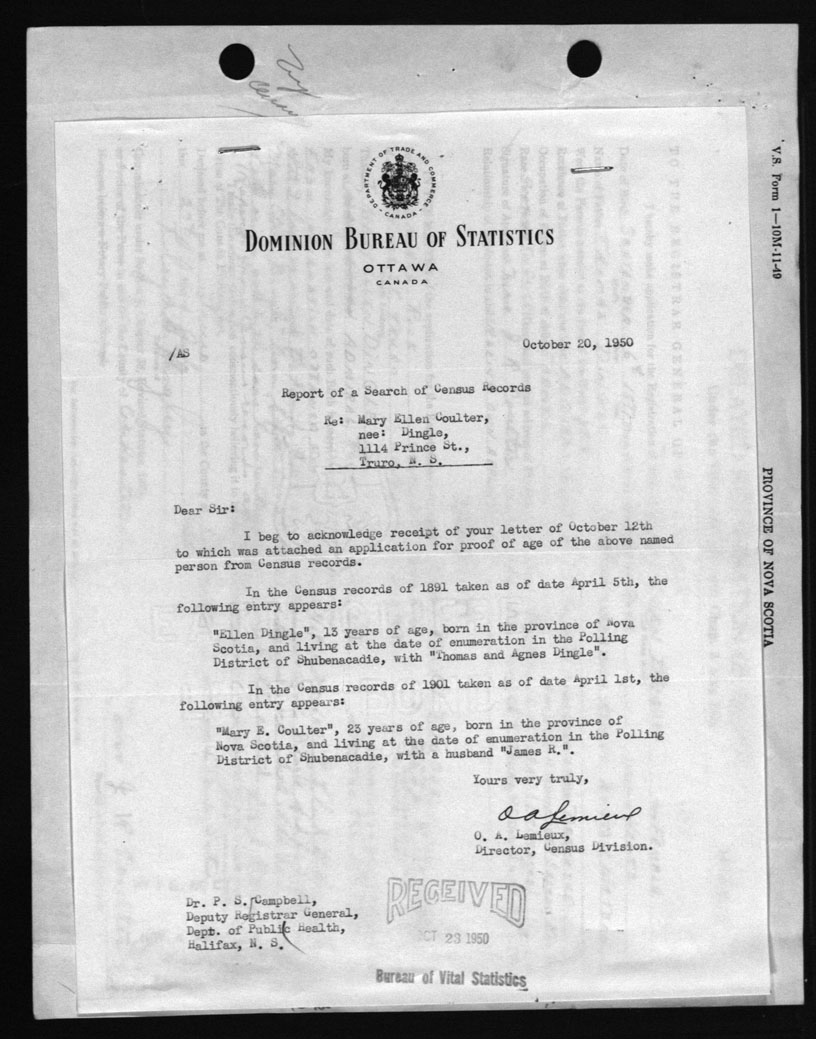 DEPARTMENT OF TRADE AND COMMERCE
CANADA
DOMINION BUREAU OF STATISTICS
OTTAWA
CANADA
/AS
October 20, 1950
Report of a Search of Census Records
Re: Mary Ellen Coulter,
nee: Dingle,
1114 Prince St.,
Truro, N. S.
Dear Sir:
I beg to acknowledge receipt of your letter of October 12th
to which was attached an application for proof of age of the above named
person from Census records.
In the Census records of 1891 taken as of date April 5th, the
following entry appears:
"Ellen Dingle", 13 years of age, born in the province of Nova
Scotia, and living at the date of enumeration in the Polling
District of Shubenacadie, with "Thomas and Agnes Dingle".
In the Census records of 1901 taken as of date April 1st, the
following entry appears:
"Mary E. Coulter", 23 years of age, born in the province of
Nova Scotia, and living at the date of enumeration in the Polling
District of Shubenacadie, with a husband "James R.".
Yours very truly,
O A Lemieux
O. A. Lemieux,
Director, Census Division.
Dr. P. S. Campbell,
Deputy Registrar General,
Dept. of Public Health,
Halifax, N. S.
RECEIVED
OCT 23 1950
Bureau of Vital Statistics
V.S. Form 1—10M-11-49
PROVINCE OF NOVA SCOTIA